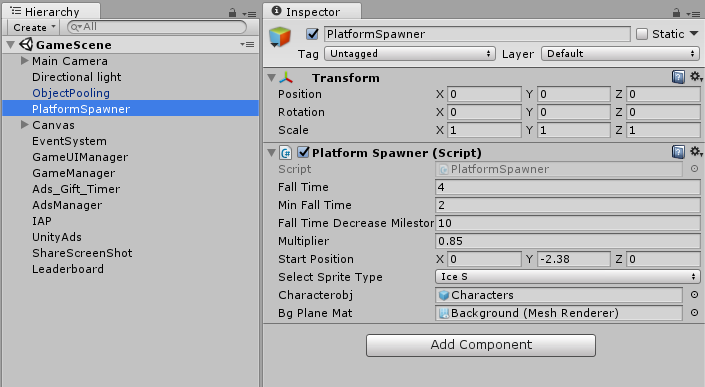 Hierarchy
Create All
GameScene
Main Camera
Directional light
ObjectPooling
PlatformSpawner
Canvas
EventSystem
GameUIManager
GameManager
Ads_Gift_Timer
AdsManager
IAP
UnityAds
ShareScreenShot
Leaderboard
Inspector
PlatformSpawner Static
Tag Untagged Layer Default
Transform
Position X 0 Y 0 Z 0
Rotation X 0 Y 0 Z 0
Scale X 1 Y 1 Z 1
Platform Spawner (Script)
Script PlatformSpawner
Fall Time 4
Min Fall Time 2
Fall Time Decrease Milestor 10
Multiplier 0.85
Start Position X 0 Y -2.38 Z 0
Select Sprite Type Ice S
Characterobj Characters
Bg Plane Mat Background (Mesh Renderer)
Add Component